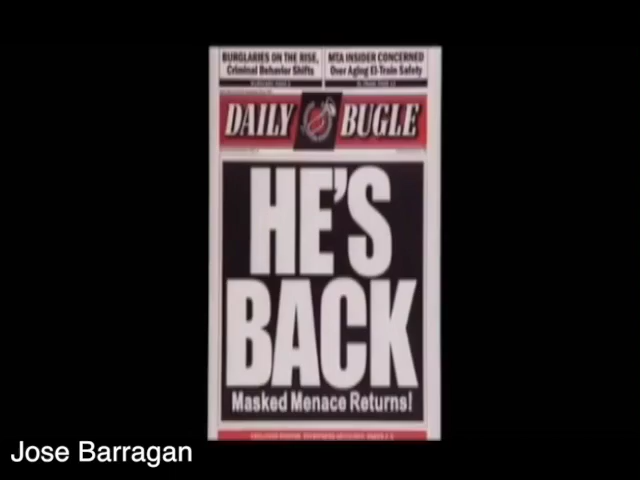 BURGLARIES ON THE RISE,
Criminal Behavior Shifts
MTA INSIDER CONCERNED
Over Aging El-Train Safety
DAILY BUGLE
HE'S
BACK
Masked Menace Returns!
Jose Barragan